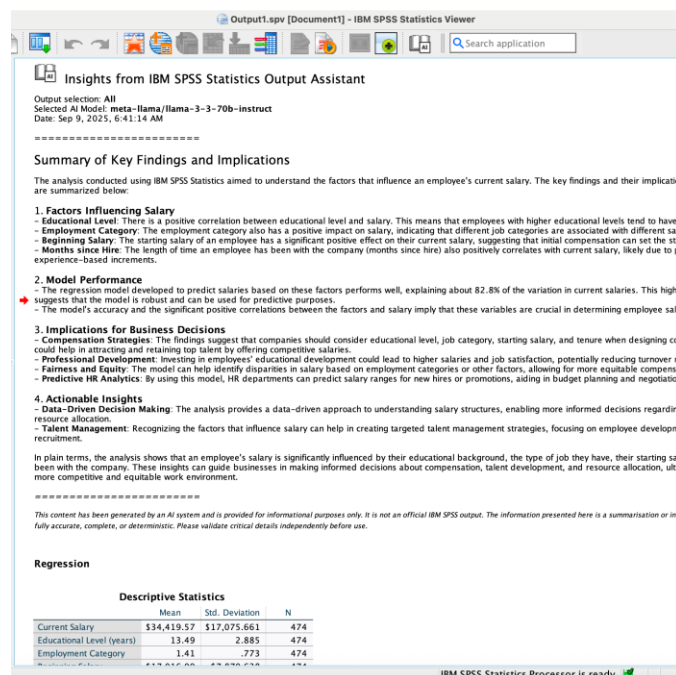 Output1.spv [Document1] - IBM SPSS Statistics Viewer
AI
Search application
AI
Insights from IBM SPSS Statistics Output Assistant
Output selection: All
Selected AI Model: meta-llama/llama-3-3-70b-instruct
Date: Sep 9, 2025, 6:41:14 AM
========================
Summary of Key Findings and Implications
The analysis conducted using IBM SPSS Statistics aimed to understand the factors that influence an employee's current salary. The key findings and their
are summarized below:
1. Factors Influencing Salary
- Educational Level: There is a positive correlation between educational level and salary. This means that employees with higher educational levels tend to have
- Employment Category: The employment category also has a positive impact on salary, indicating that different job categories are associated with different
- Beginning Salary: The starting salary of an employee has a significant positive effect on their current salary, suggesting that initial compensation can set the
- Months since Hire: The length of time an employee has been with the company (months since hire) also positively correlates with current salary, likely due to
experience-based increments.
2. Model Performance
- The regression model developed to predict salaries based on these factors performs well, explaining about 82.8% of the variation in current salaries. This
suggests that the model is robust and can be used for predictive purposes.
- The model's accuracy and the significant positive correlations between the factors and salary imply that these variables are crucial in determining employee
3. Implications for Business Decisions
- Compensation Strategies: The findings suggest that companies should consider educational level, job category, starting salary, and tenure when designing
could help in attracting and retaining top talent by offering competitive salaries.
- Professional Development: Investing in employees' educational development could lead to higher salaries and job satisfaction, potentially reducing turnover
- Fairness and Equity: The model can help identify disparities in salary based on employment categories or other factors, allowing for more equitable
- Predictive HR Analytics: By using this model, HR departments can predict salary ranges for new hires or promotions, aiding in budget planning and
4. Actionable Insights
- Data-Driven Decision Making: The analysis provides a data-driven approach to understanding salary structures, enabling more informed decisions
resource allocation.
- Talent Management: Recognizing the factors that influence salary can help in creating targeted talent management strategies, focusing on employee
recruitment.
In plain terms, the analysis shows that an employee's salary is significantly influenced by their educational background, the type of job they have, their starting
been with the company. These insights can guide businesses in making informed decisions about compensation, talent development, and resource allocation,
more competitive and equitable work environment.
========================
This content has been generated by an AI system and is provided for informational purposes only. It is not an official IBM SPSS output. The information presented here is a summarisation or
fully accurate, complete, or deterministic. Please validate critical details independently before use.
Regression
Descriptive Statistics
Mean Std. Deviation N
Current Salary $34,419.57 $17,075.661 474
Educational Level (years) 13.49 2.885 474
Employment Category 1.41 .773 474
IBM SPSS Statistics Processor is ready